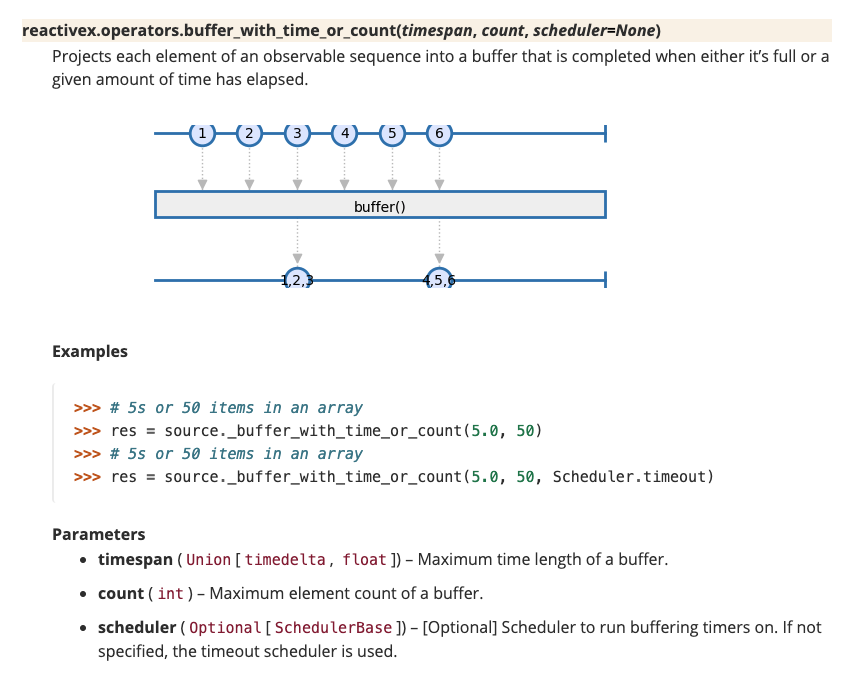 reactivex.operators.buffer_with_time_or_count(timespan, count, scheduler=None)
Projects each element of an observable sequence into a buffer that is completed when either it’s full or a
given amount of time has elapsed.
1 2 3 4 5 6
buffer()
1,2,3 4,5,6
Examples
>>> # 5s or 50 items in an array
>>> res = source._buffer_with_time_or_count(5.0, 50)
>>> # 5s or 50 items in an array
>>> res = source._buffer_with_time_or_count(5.0, 50, Scheduler.timeout)
Parameters
• timespan ( Union [ timedelta , float ]) – Maximum time length of a buffer.
• count ( int ) – Maximum element count of a buffer.
• scheduler ( Optional [ SchedulerBase ]) – [Optional] Scheduler to run buffering timers on. If not
specified, the timeout scheduler is used.